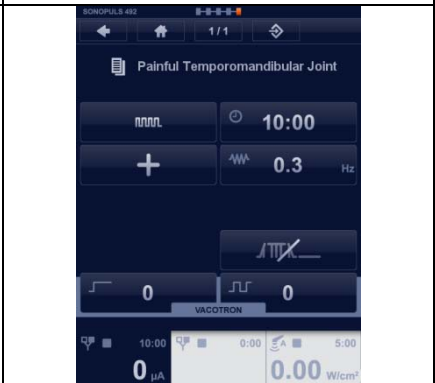 SONOPULS 492
1/1
Painful Temporomandibular Joint
10:00
0.3 Hz
0 0
VACOTRON
10:00 0:00 A 5:00
0 µA 0.00 W/cm²